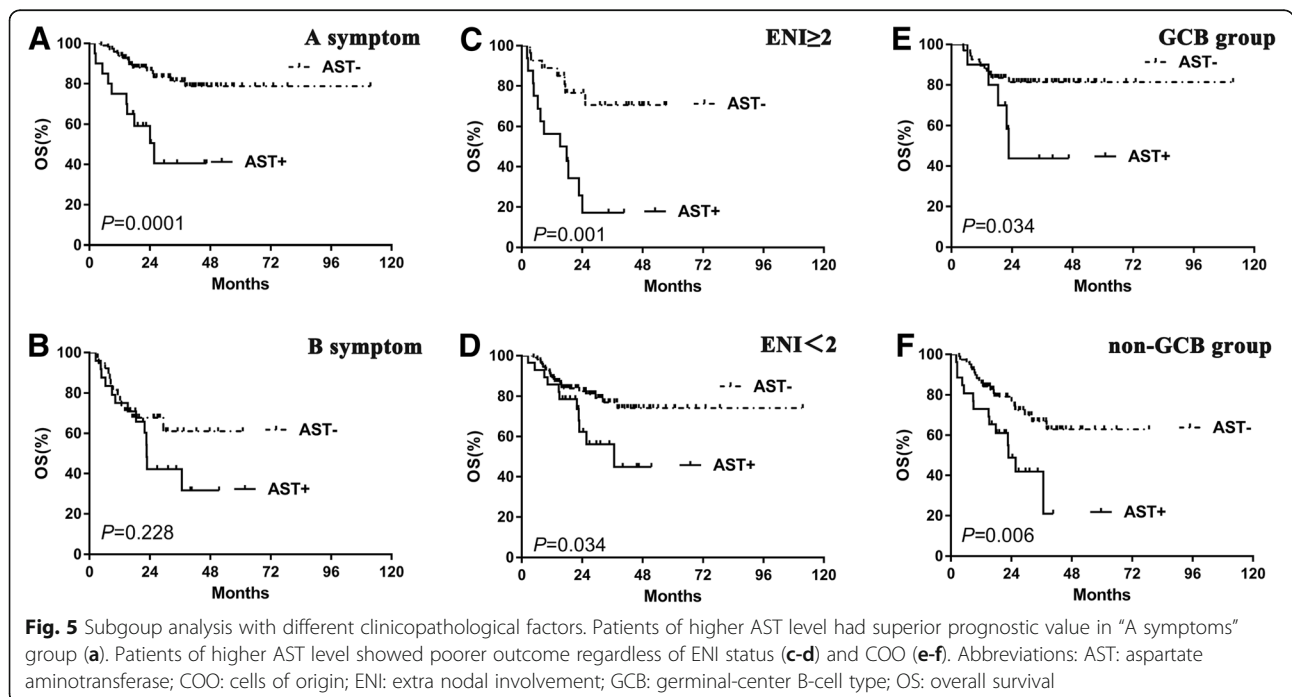 A
A symptom
100
80
60
40
80
0
OS(%)
AST-
AST+
P=0.0001
0 24 48 72 96 120
Months
C
ENI≥2
100
80
60
40
80
0
OS(%)
AST-
AST+
P=0.001
0 24 48 72 96 120
Months
E
GCB group
100
80
60
40
80
0
OS(%)
AST-
AST+
P=0.034
0 24 48 72 96 120
Months
B
B symptom
100
80
60
40
80
0
OS(%)
AST-
AST+
P=0.228
0 24 48 72 96 120
Months
D
ENI<2
100
80
60
40
80
0
OS(%)
AST-
AST+
P=0.034
0 24 48 72 96 120
Months
F
non-GCB group
100
80
60
40
20
0
OS(%)
AST-
AST+
P=0.006
0 24 48 72 96 120
Months
Fig. 5 Subgoup analysis with different clinicopathological factors. Patients of higher AST level had superior prognostic value in “A symptoms”
group (a). Patients of higher AST level showed poorer outcome regardless of ENI status (c-d) and COO (e-f). Abbreviations: AST: aspartate
aminotransferase; COO: cells of origin; ENI: extra nodal involvement; GCB: germinal-center B-cell type; OS: overall survival